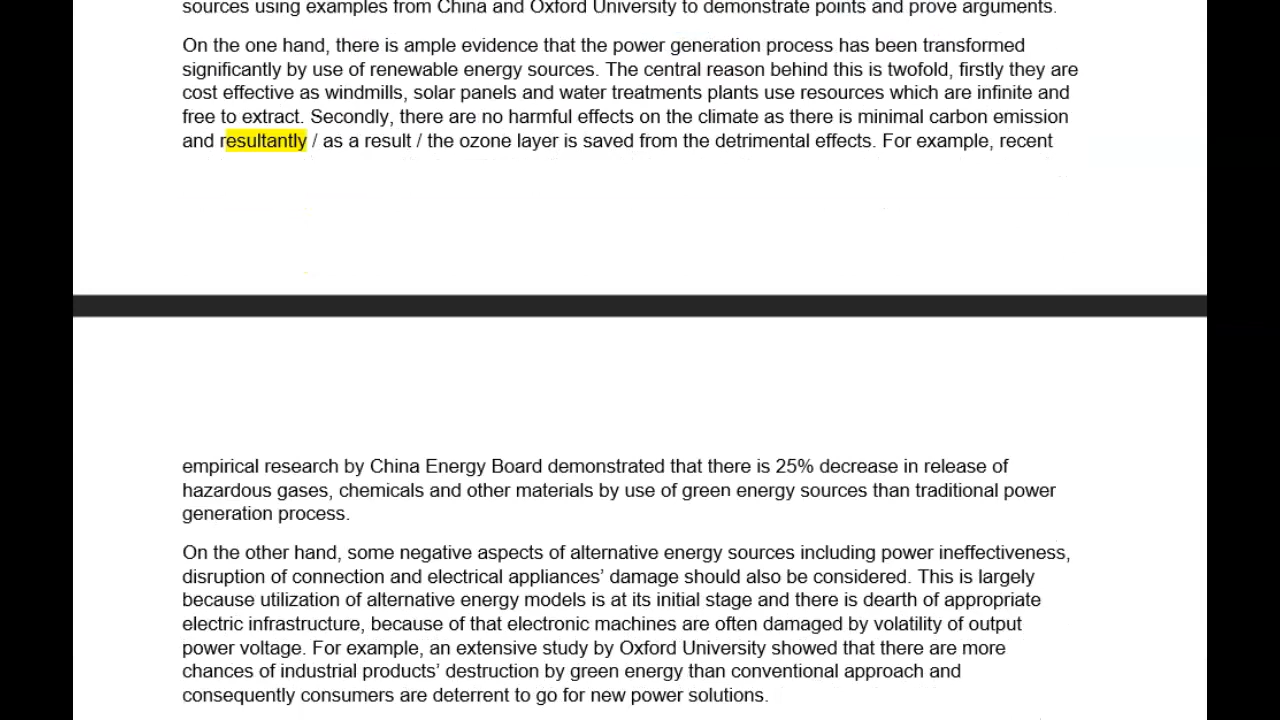 sources using examples from China and Oxford University to demonstrate points and prove arguments.
On the one hand, there is ample evidence that the power generation process has been transformed
significantly by use of renewable energy sources. The central reason behind this is twofold, firstly they are
cost effective as windmills, solar panels and water treatments plants use resources which are infinite and
free to extract. Secondly, there are no harmful effects on the climate as there is minimal carbon emission
and resultantly / as a result / the ozone layer is saved from the detrimental effects. For example, recent
empirical research by China Energy Board demonstrated that there is 25% decrease in release of
hazardous gases, chemicals and other materials by use of green energy sources than traditional power
generation process.
On the other hand, some negative aspects of alternative energy sources including power ineffectiveness,
disruption of connection and electrical appliances’ damage should also be considered. This is largely
because utilization of alternative energy models is at its initial stage and there is dearth of appropriate
electric infrastructure, because of that electronic machines are often damaged by volatility of output
power voltage. For example, an extensive study by Oxford University showed that there are more
chances of industrial products’ destruction by green energy than conventional approach and
consequently consumers are deterrent to go for new power solutions.